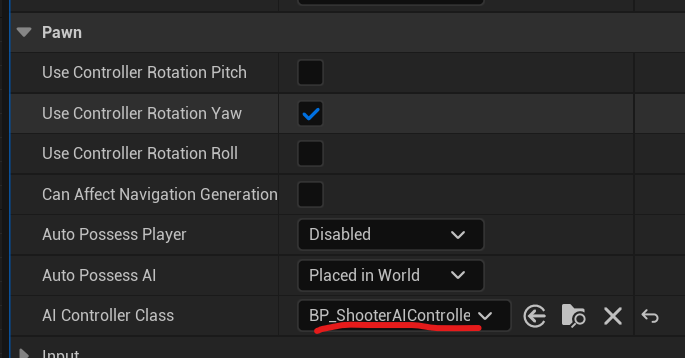 Pawn
Use Controller Rotation Pitch
Use Controller Rotation Yaw
Use Controller Rotation Roll
Can Affect Navigation Generation
Auto Possess Player Disabled
Auto Possess AI Placed in World
AI Controller Class BP_ShooterAIControlle
Input